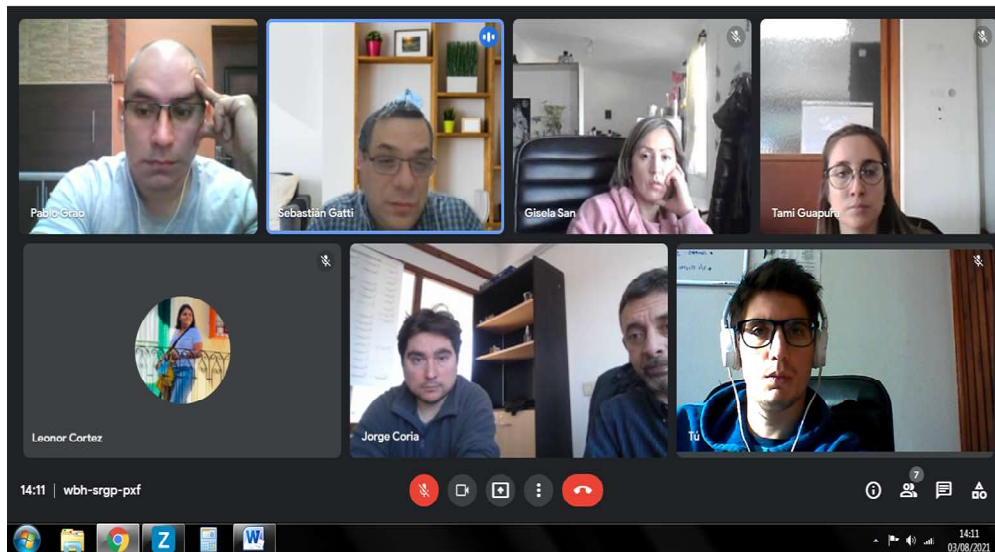 Pablo Grao
Sebastián Gatti
Gisela San
Tami Guapura
Leonor Cortez
Jorge Coria
Tú
14:11 | wbh-srgp-pxf
7
Z
W
14:11
03/08/2021